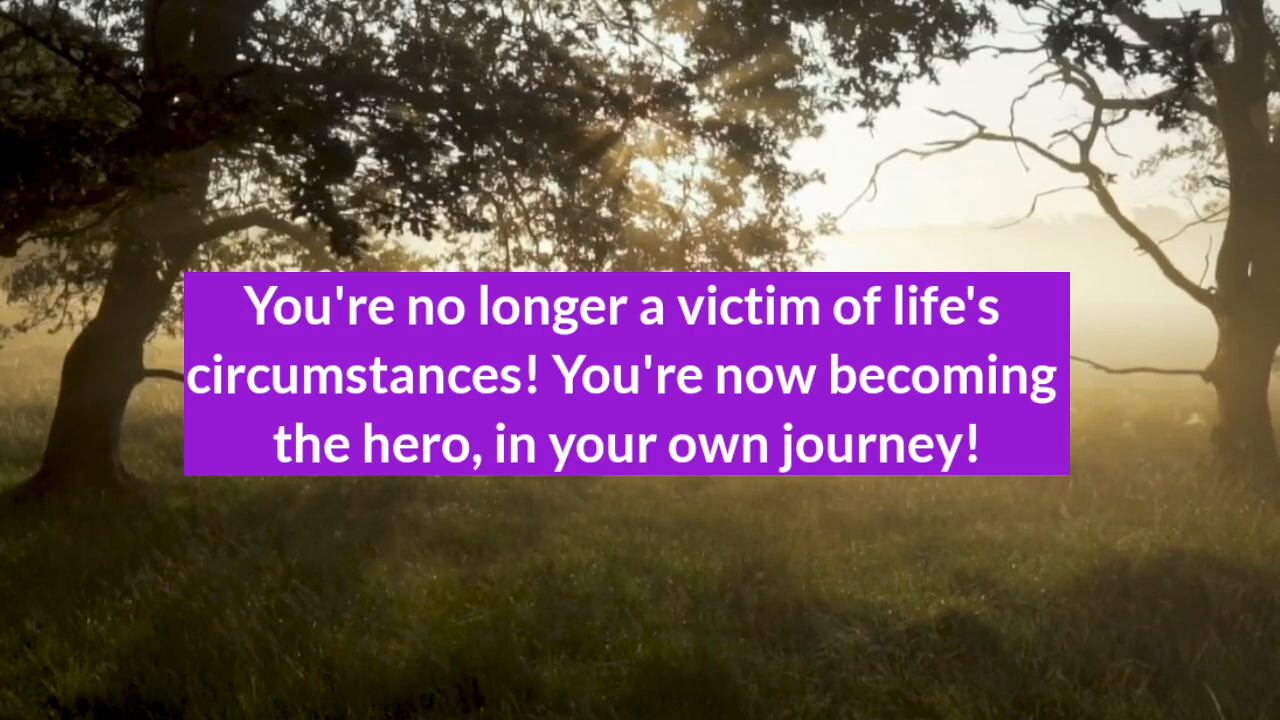 You're no longer a victim of life's
circumstances! You're now becoming
the hero, in your own journey!